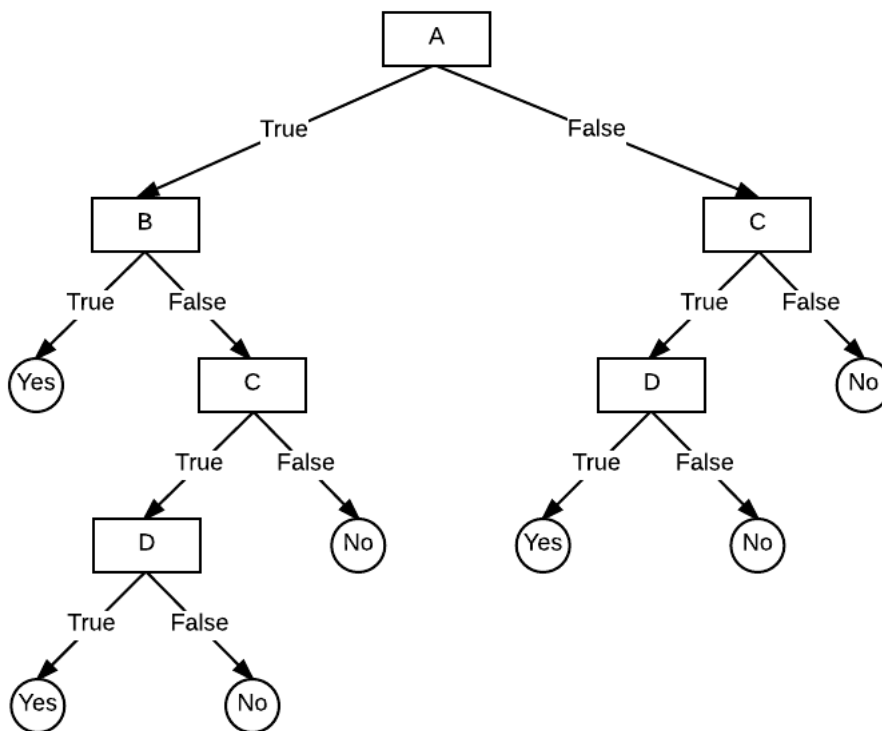 A
True False
B C
True False True False
Yes C D No
True False True False
D No Yes No
True False
Yes No